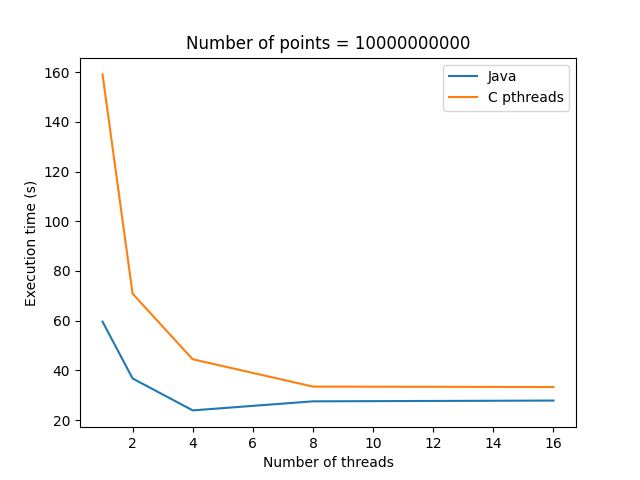 Number of points = 10000000000
Java
C pthreads
Execution time (s)
160
140
120
100
80
60
40
20
2 4 6 8 10 12 14 16
Number of threads